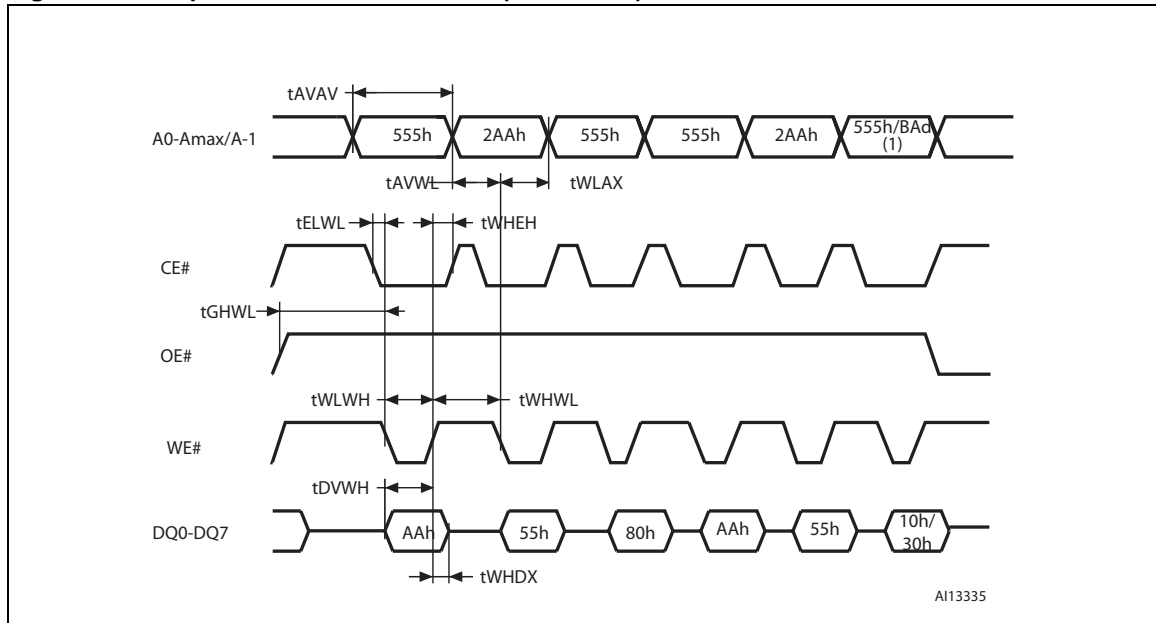 tAVAV
A0-Amax/A-1
555h
2AAh
555h
555h
2AAh
555h/BAd
(1)
tAVWL
tWLAX
tELWL
tWHEH
CE#
tGHWL
OE#
tWLWH
tWHWL
WE#
tDVWH
DQ0-DQ7
AAh
55h
80h
AAh
55h
10h/
30h
tWHDX
AI13335